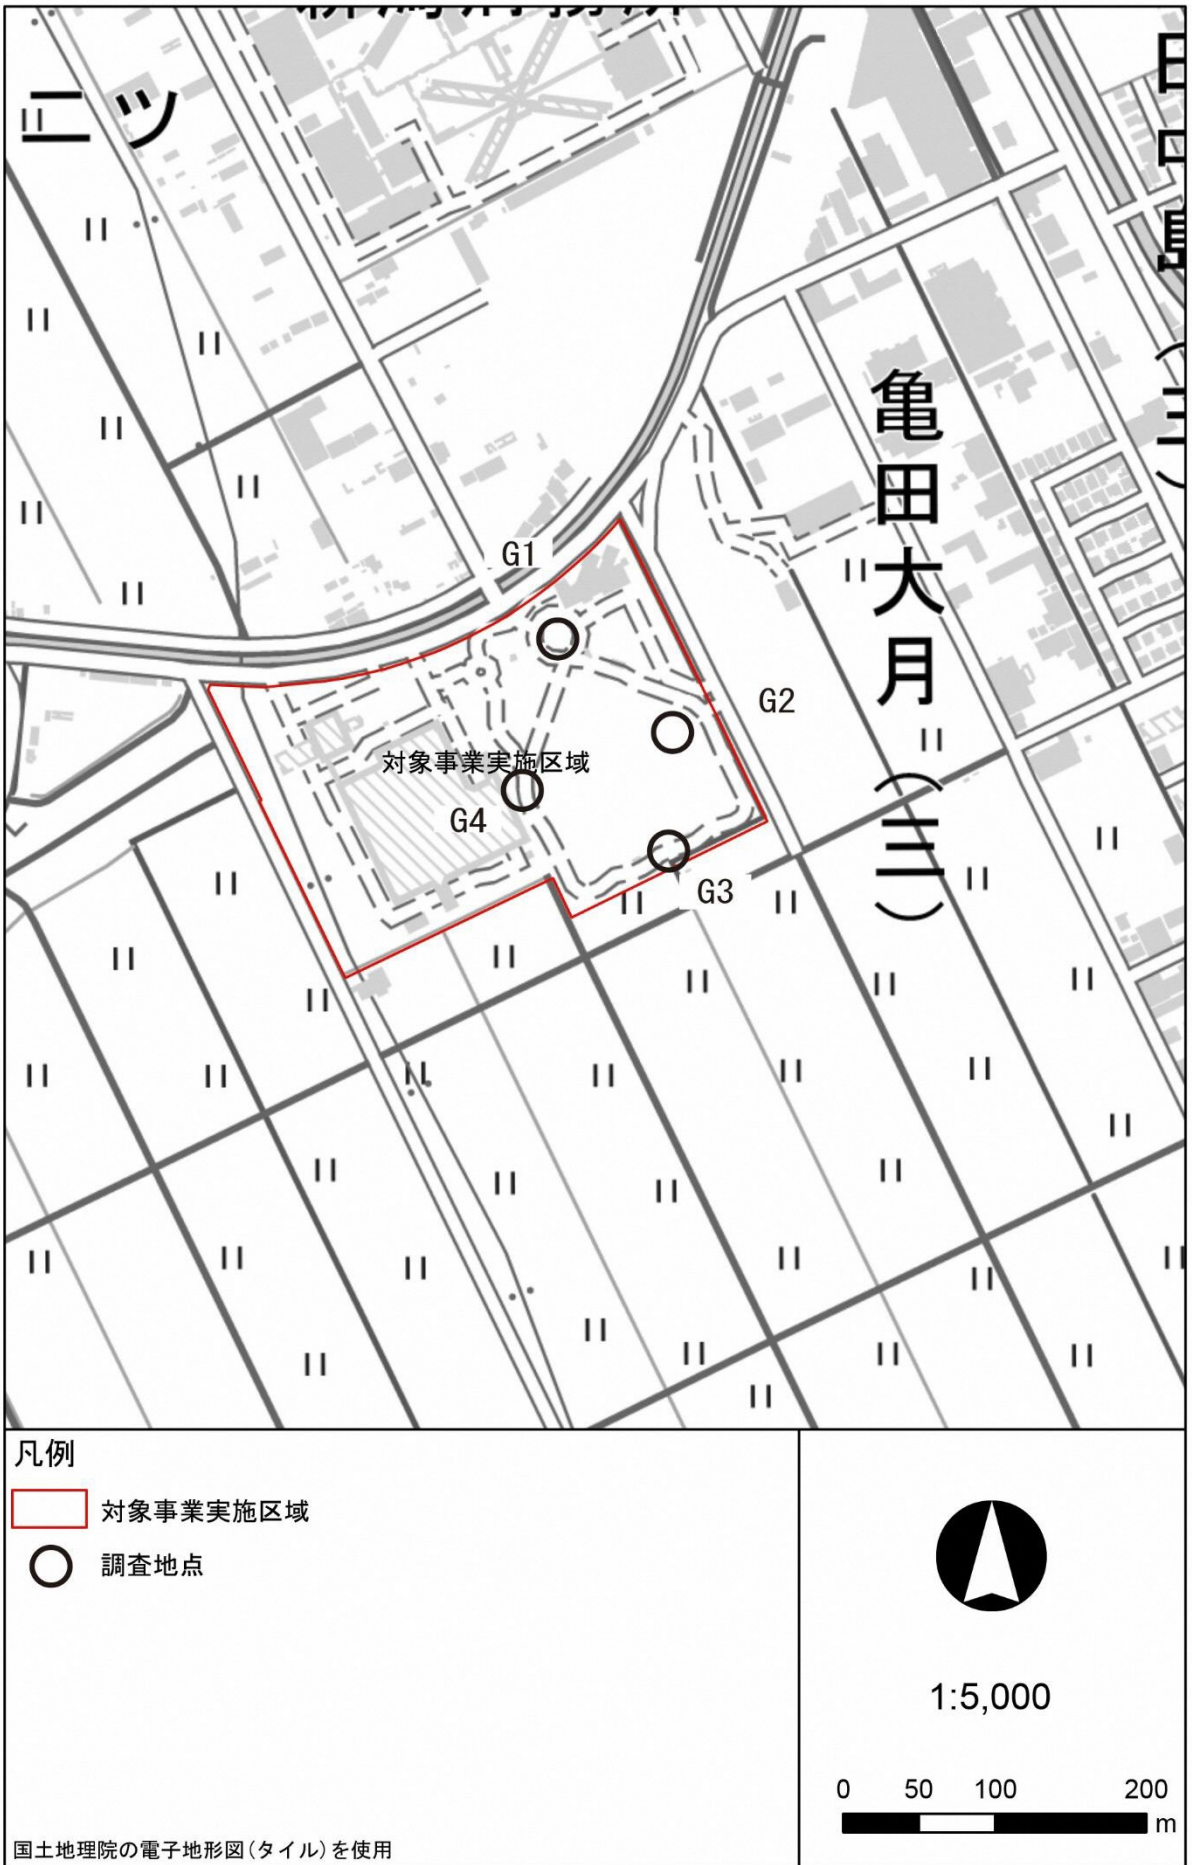 二ツ
亀田大月(三)
G1
G2
対象事業実施区域
G4
G3
凡例
対象事業実施区域
調査地点
1:5,000
0 50 100 200
m
国土地理院の電子地形図(タイル)を使用